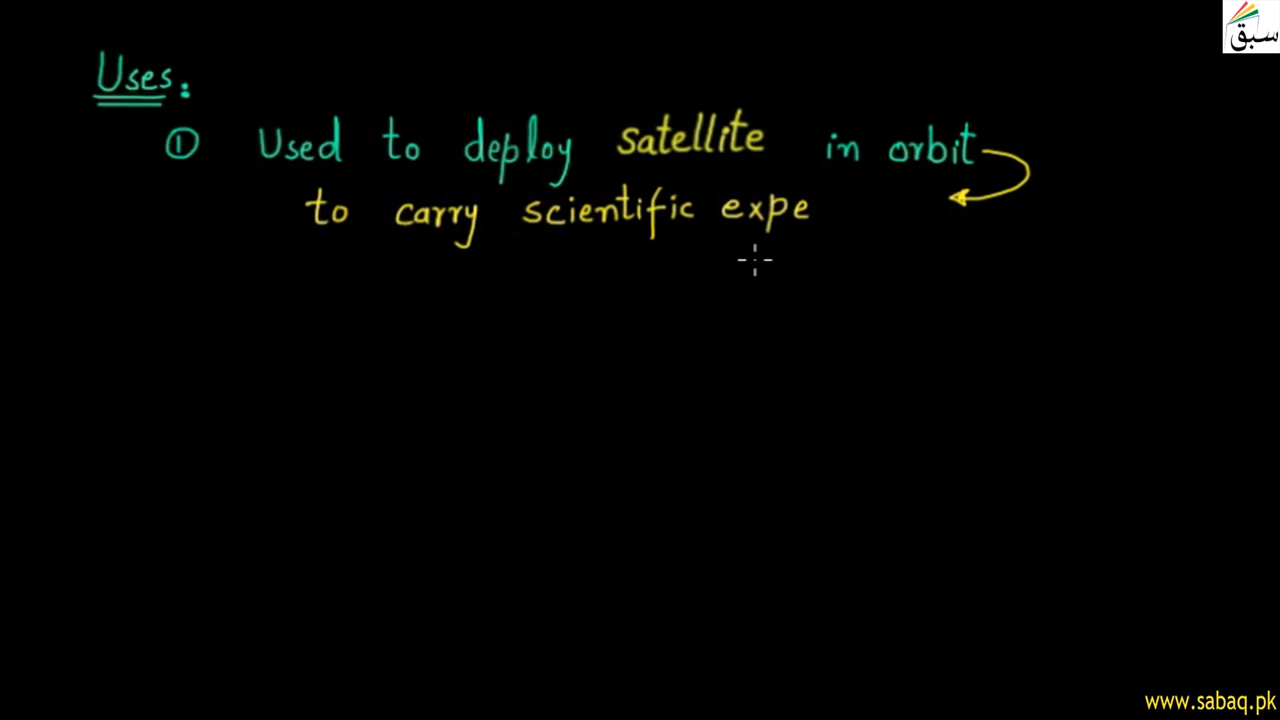 سبق
Uses:
① Used to deploy satellite in orbit
to carry scientific expe
www.sabaq.pk